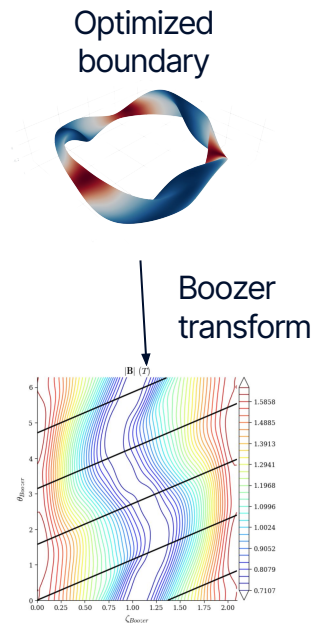 Optimized
boundary
Boozer
transform
|B| (T)
6
5
4
3
2
1
0
θBoozer
0.00 0.25 0.50 0.75 1.00 1.25 1.50 1.75 2.00
ζBoozer
1.5858
1.4885
1.3913
1.2941
1.1968
1.0996
1.0024
0.9052
0.8079
0.7107